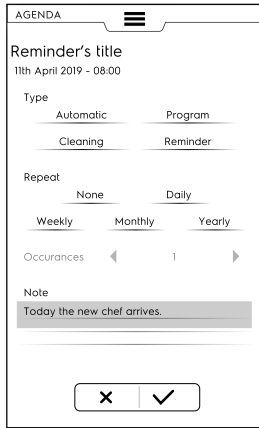 AGENDA
Reminder's title
11th April 2019 - 08:00
Type
Automatic Program
Cleaning Reminder
Repeat
None Daily
Weekly Monthly Yearly
Occurances 1
Note
Today the new chef arrives.